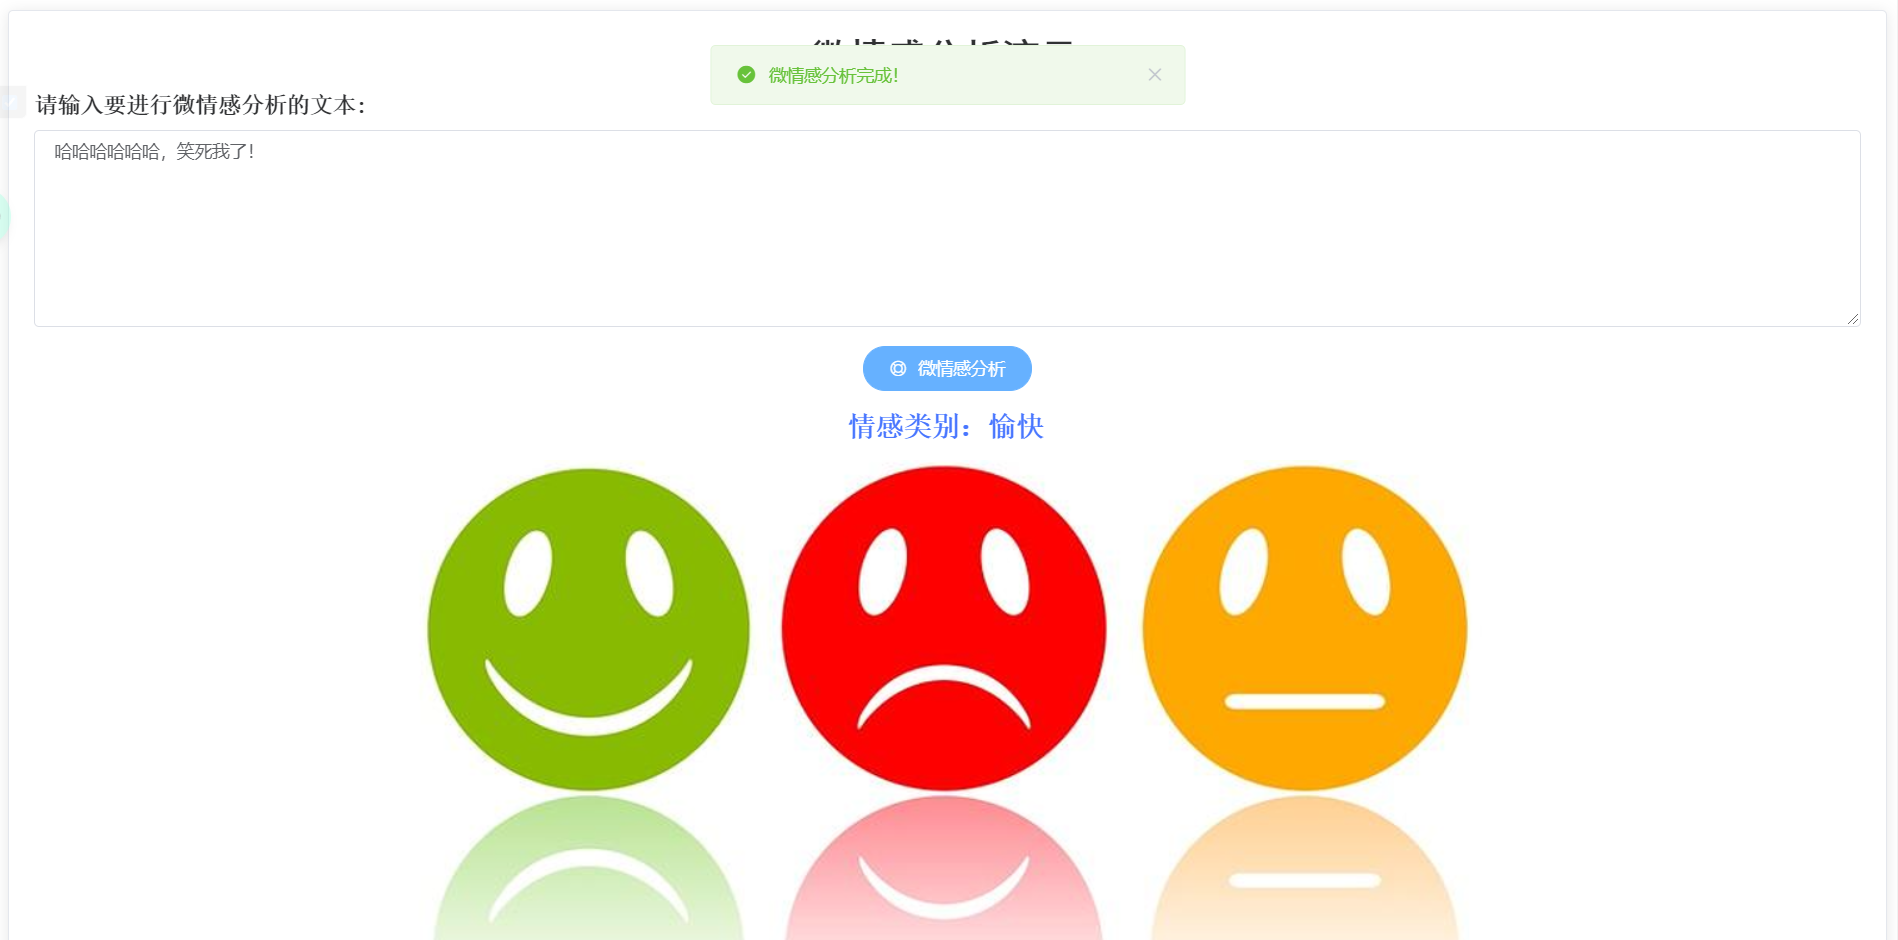 微情感分析完成！
请输入要进行微情感分析的文本：
哈哈哈哈哈哈，笑死我了！
微情感分析
情感类别：愉快